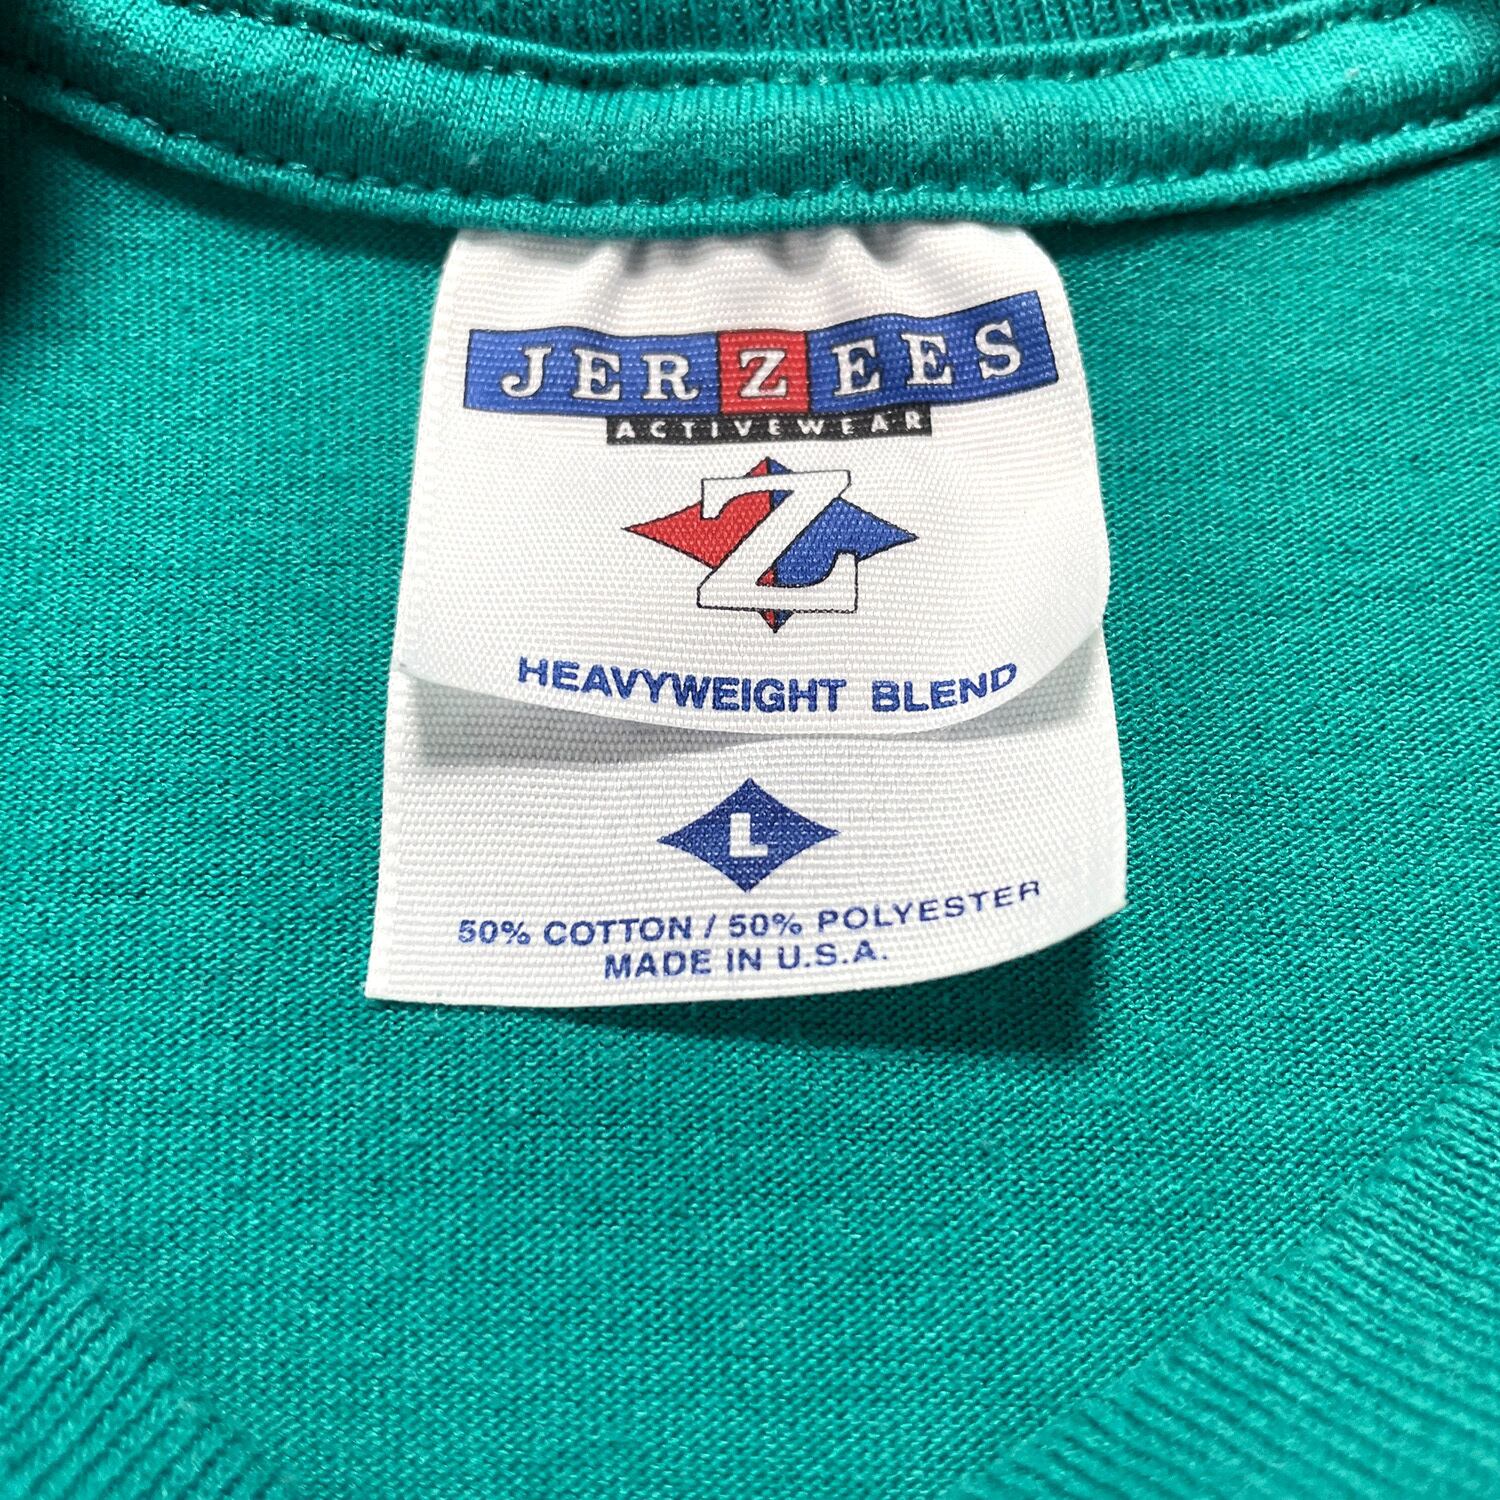 JERZEES
ACTIVEWEAR
Z
HEAVYWEIGHT BLEND
L
50% COTTON / 50% POLYESTER
MADE IN U.S.A.